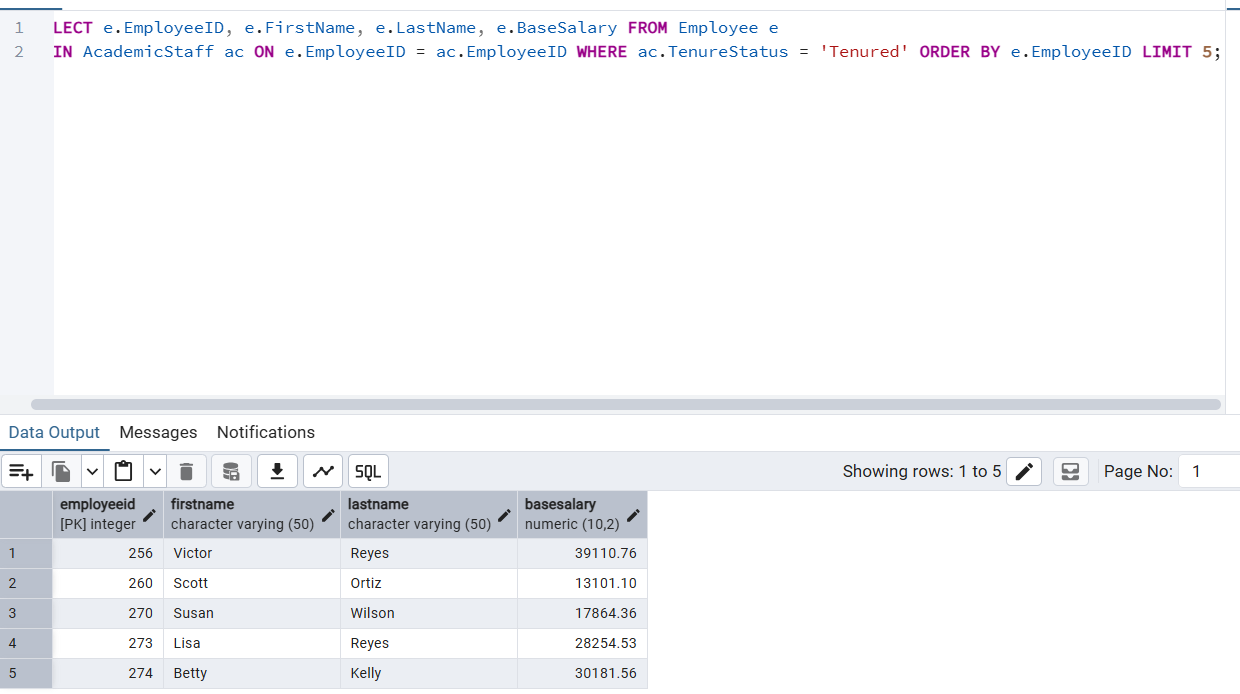 1 LECT e.EmployeeID, e.FirstName, e.LastName, e.BaseSalary FROM Employee e
2 IN AcademicStaff ac ON e.EmployeeID = ac.EmployeeID WHERE ac.TenureStatus = 'Tenured' ORDER BY e.EmployeeID LIMIT 5;
Data Output Messages Notifications
SQL Showing rows: 1 to 5 Page No: 1
employeeid firstname lastname basesalary
[PK] integer character varying (50) character varying (50) numeric (10,2)
1 256 Victor Reyes 39110.76
2 260 Scott Ortiz 13101.10
3 270 Susan Wilson 17864.36
4 273 Lisa Reyes 28254.53
5 274 Betty Kelly 30181.56